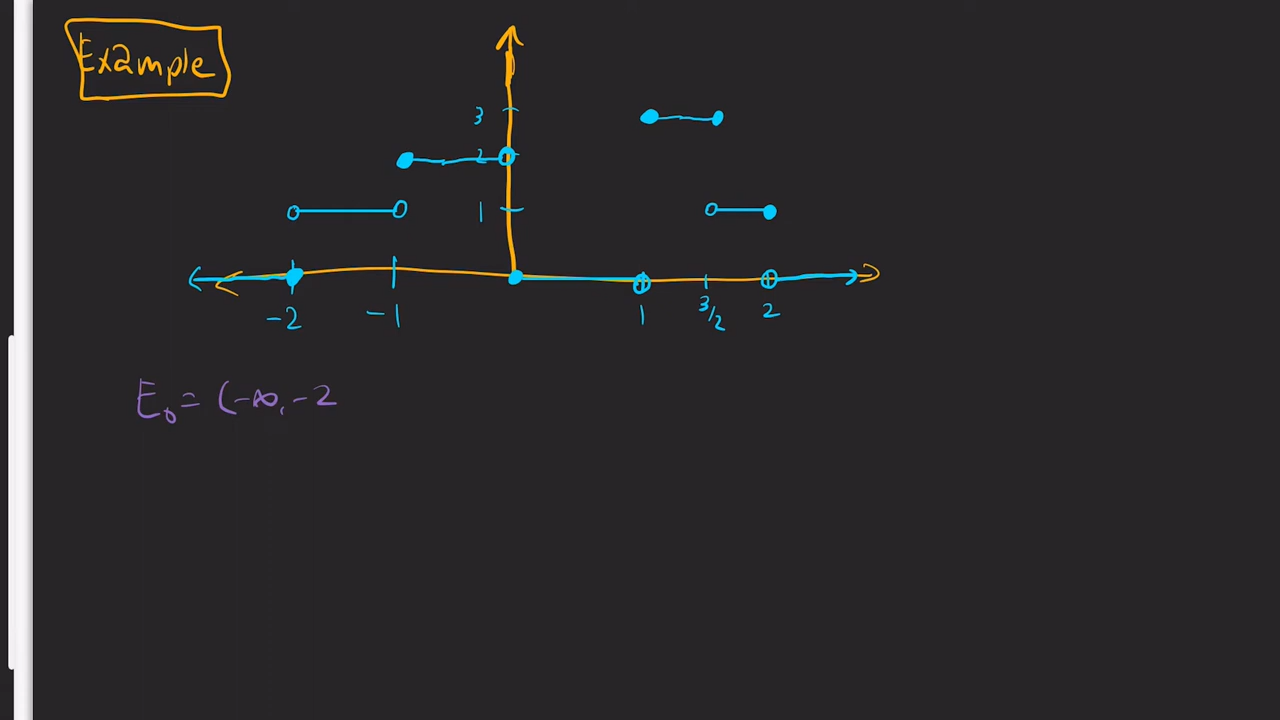 Example
3
2
1
-2 -1 1 3/2 2
E₀ = (-∞, -2